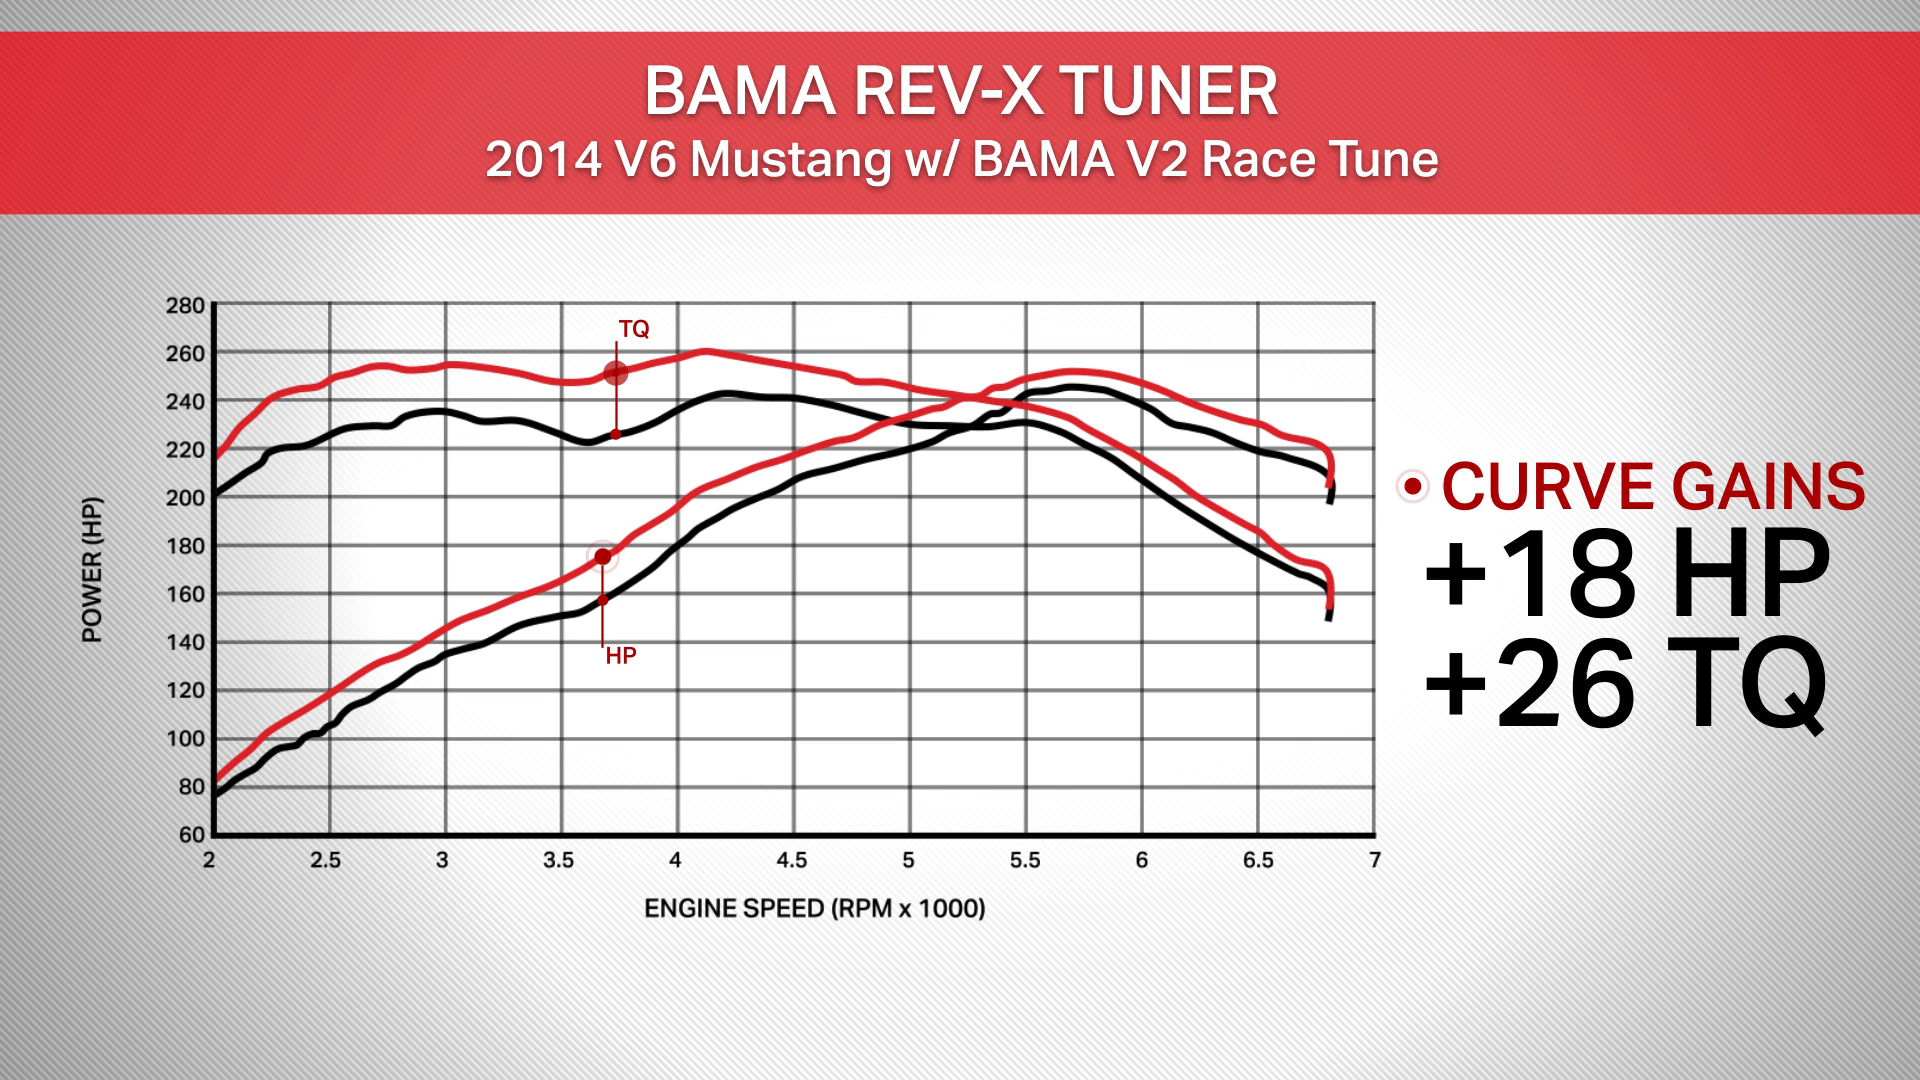 BAMA REV-X TUNER
2014 V6 Mustang w/ BAMA V2 Race Tune
280
260
240
220
200
180
160
140
120
100
80
60
POWER (HP)
TQ
HP
2 2.5 3 3.5 4 4.5 5 5.5 6 6.5 7
ENGINE SPEED (RPM x 1000)
CURVE GAINS
+18 HP
+26 TQ